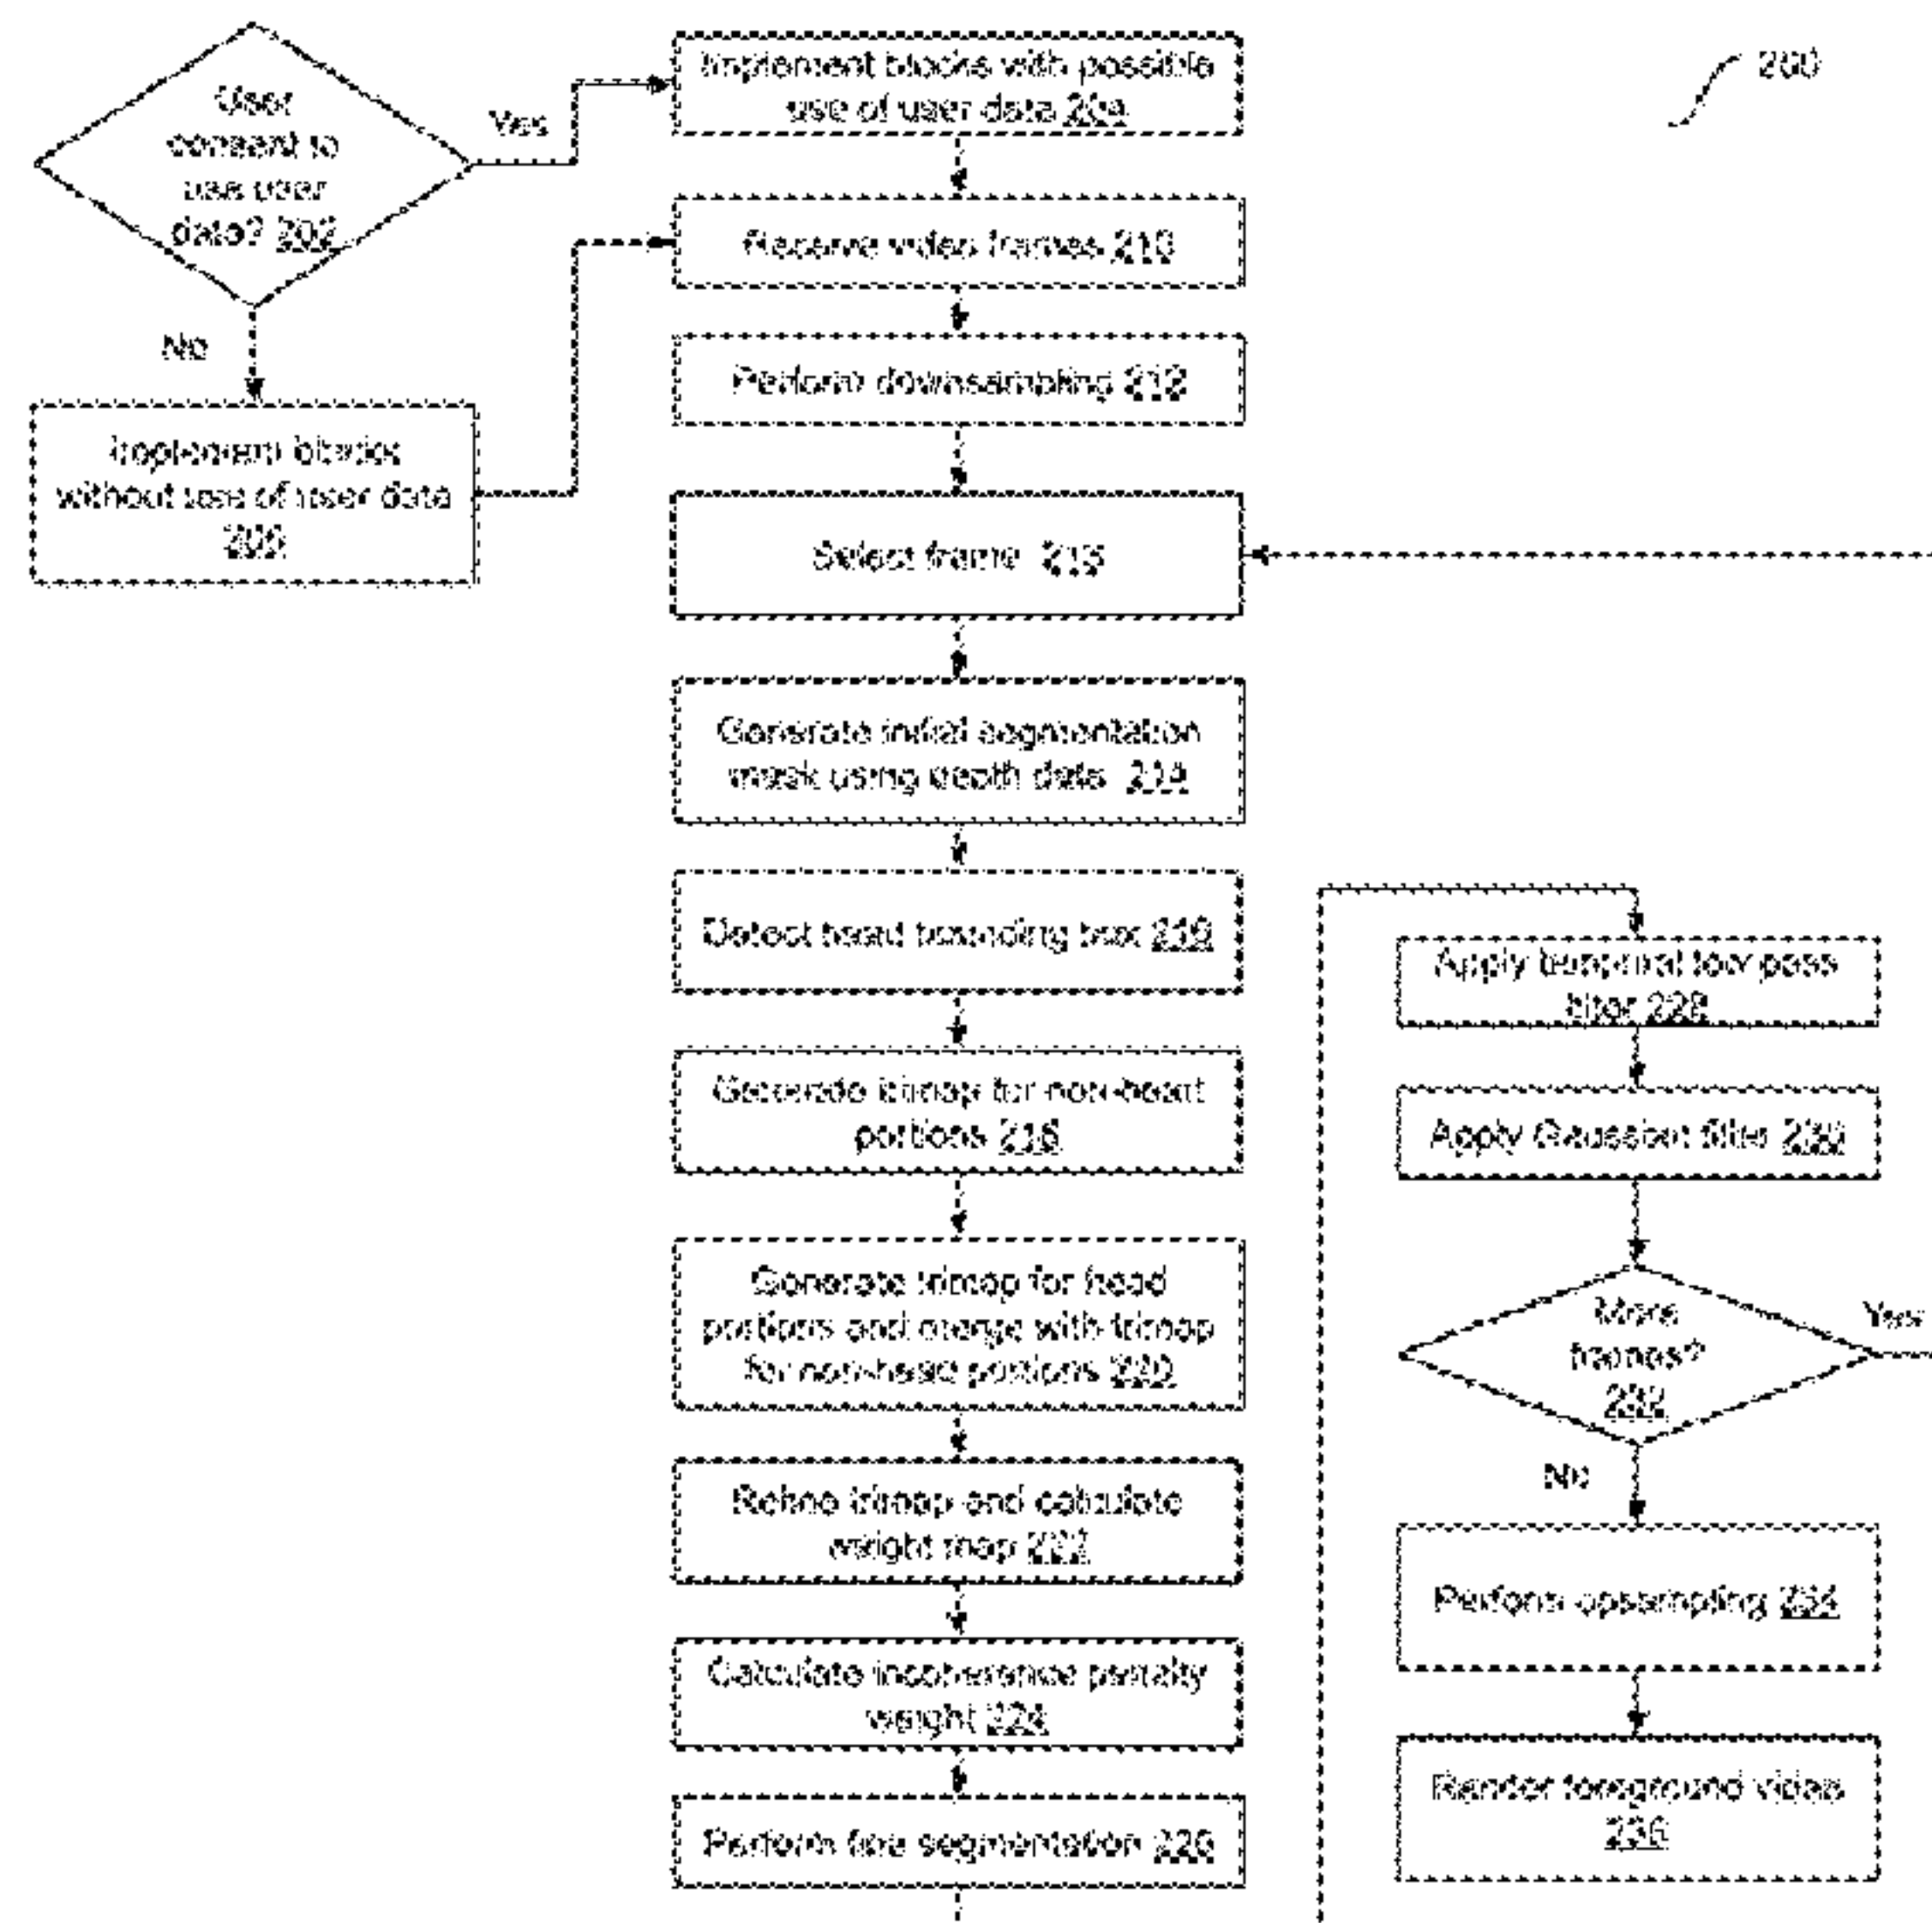 User
consent to
use user
data? 202
Yes
No
Implement blocks
without use of user data
206
Implement blocks with possible
use of user data 204
200
Receive video frames 210
Perform downsampling 212
Select frame 213
Generate initial segmentation
mask using depth data 214
Detect head bounding box 216
Generate trimap for non-head
portions 218
Generate trimap for head
portions and merge with trimap
for non-head portions 220
Refine trimap and calculate
weight map 222
Calculate incoherence penalty
weight 224
Perform fine segmentation 226
Apply temporal low pass
filter 228
Apply Gaussian filter 230
More
frames?
232
Yes
No
Perform upsampling 234
Render foreground video
236